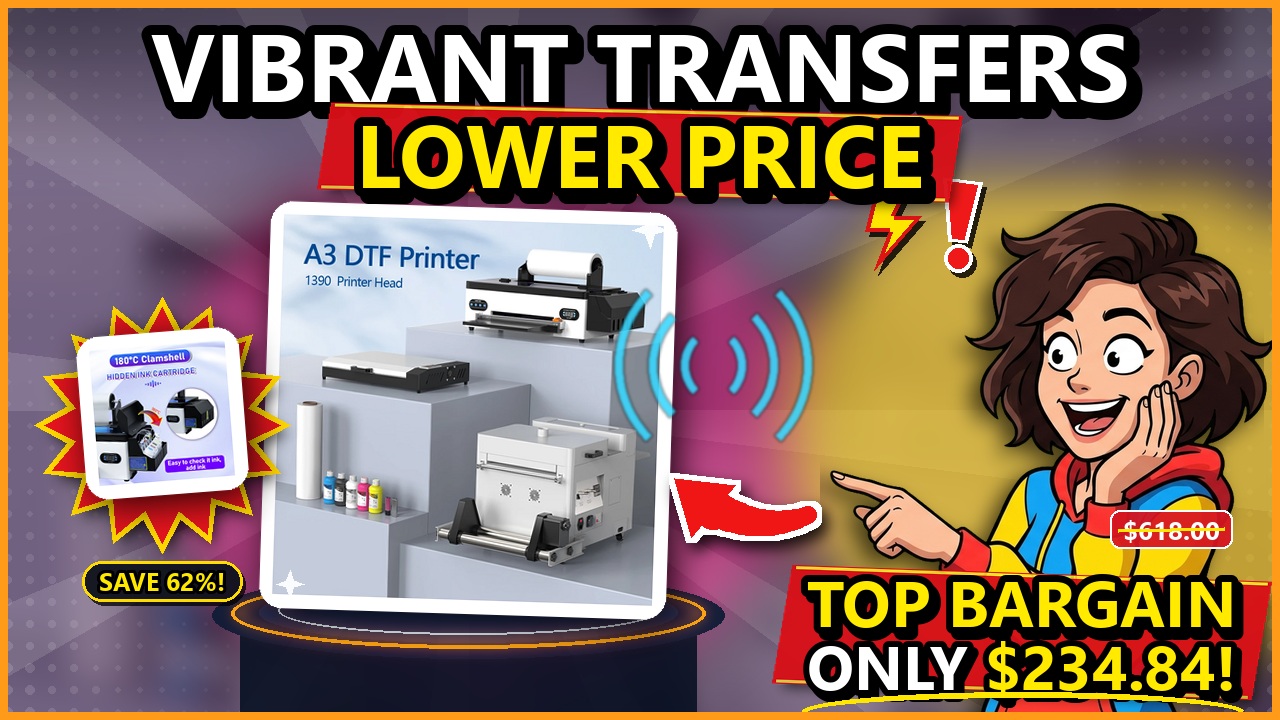 VIBRANT TRANSFERS
LOWER PRICE
A3 DTF Printer
1390 Printer Head
180°C Clamshell
HIDDEN INK CARTRIDGE
Easy to check it ink,
add ink
SAVE 62%!
$618.00
TOP BARGAIN
ONLY $234.84!